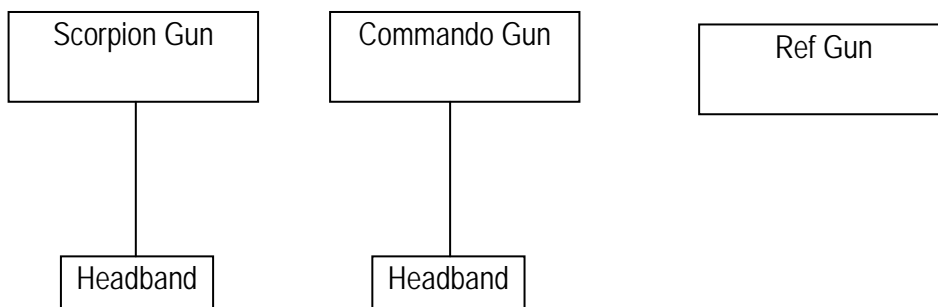 Scorpion Gun
Commando Gun
Ref Gun
Headband
Headband